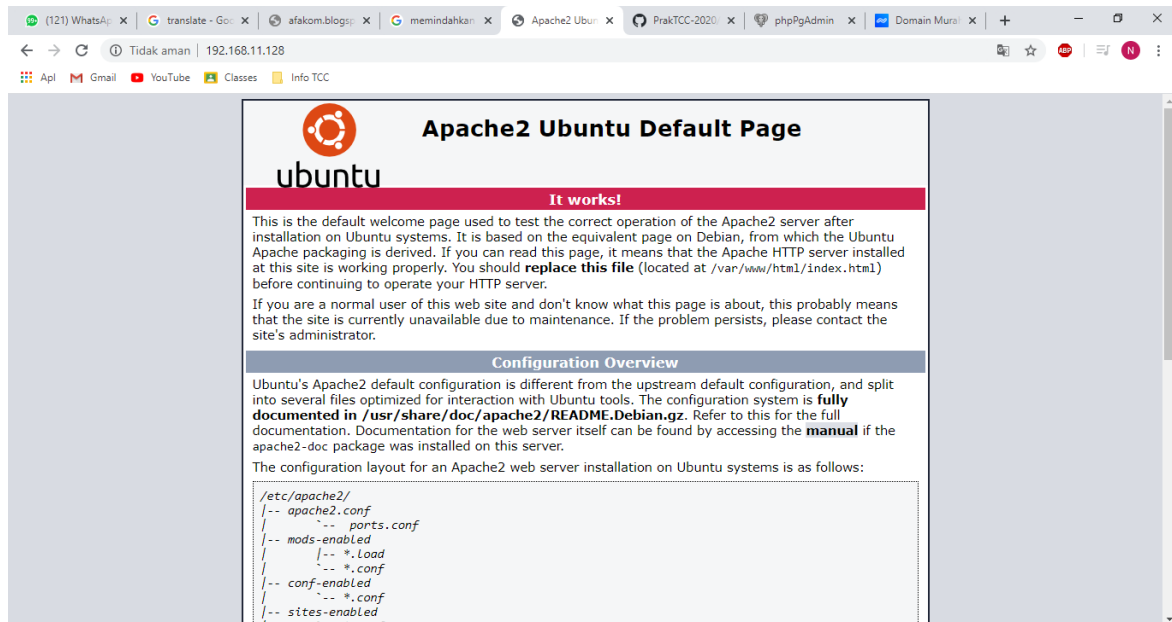 (121) WhatsAp
translate - Goo
afakom.blogsp
memindahkan
Apache2 Ubun
PrakTCC-2020/
phpPgAdmin
Domain Murah
Tidak aman | 192.168.11.128
ABP
N
Apl Gmail YouTube Classes Info TCC
ubuntu
Apache2 Ubuntu Default Page
It works!
This is the default welcome page used to test the correct operation of the Apache2 server after
installation on Ubuntu systems. It is based on the equivalent page on Debian, from which the Ubuntu
Apache packaging is derived. If you can read this page, it means that the Apache HTTP server installed
at this site is working properly. You should replace this file (located at /var/www/html/index.html)
before continuing to operate your HTTP server.
If you are a normal user of this web site and don't know what this page is about, this probably means
that the site is currently unavailable due to maintenance. If the problem persists, please contact the
site's administrator.
Configuration Overview
Ubuntu's Apache2 default configuration is different from the upstream default configuration, and split
into several files optimized for interaction with Ubuntu tools. The configuration system is fully
documented in /usr/share/doc/apache2/README.Debian.gz. Refer to this for the full
documentation. Documentation for the web server itself can be found by accessing the manual if the
apache2-doc package was installed on this server.
The configuration layout for an Apache2 web server installation on Ubuntu systems is as follows:
/etc/apache2/
|-- apache2.conf
|       `--  ports.conf
|-- mods-enabled
|       |-- *.load
|       `-- *.conf
|-- conf-enabled
|       `-- *.conf
|-- sites-enabled